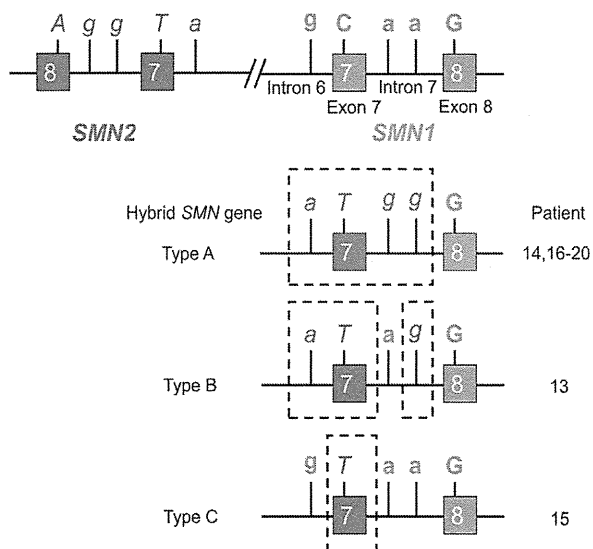 A g g T a g C a a G
8 7 // 7 8
Intron 6 Intron 7
Exon 7 Exon 8
SMN2 SMN1
a T g g G
Hybrid SMN gene Patient
Type A 7 8 14,16-20
a T a g G
Type B 7 8 13
g T a a G
Type C 7 8 15